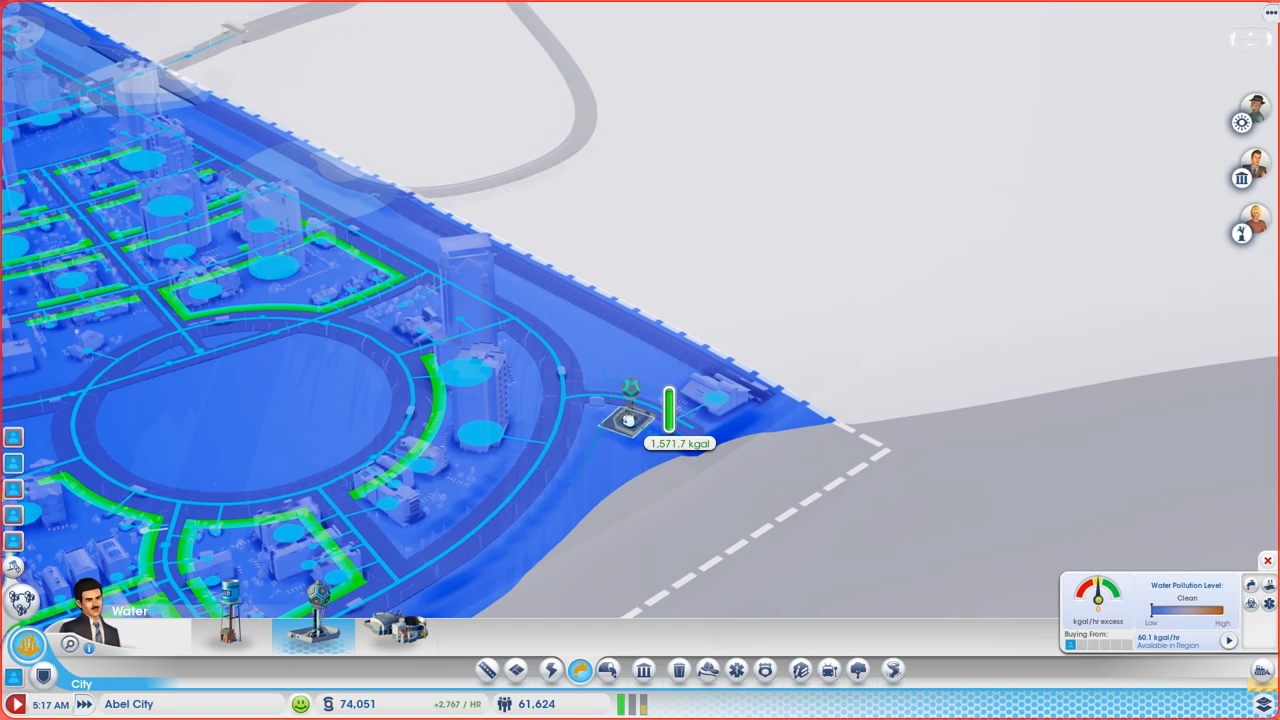 1,571.7 kgal
Water
Water Pollution Level:
Clean
0
Low
High
kgal/hr excess
Buying From:
60.1 kgal/hr
Available in Region
City
5:17 AM
Abel City
74,051
+2,767 / HR
61,624